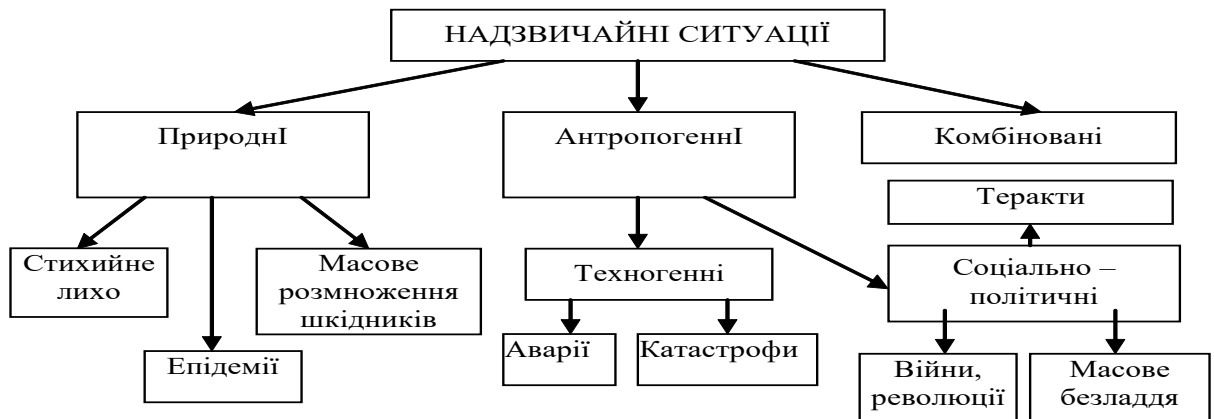 НАДЗВИЧАЙНІ СИТУАЦІЇ
ПрироднІ
АнтропогеннІ
Комбіновані
Теракти
Стихийне
лихо
Масове
розмноження
шкідників
Техногенні
Соціально –
політичні
Епідемії
Аварії
Катастрофи
Війни,
революції
Масове
безладдя